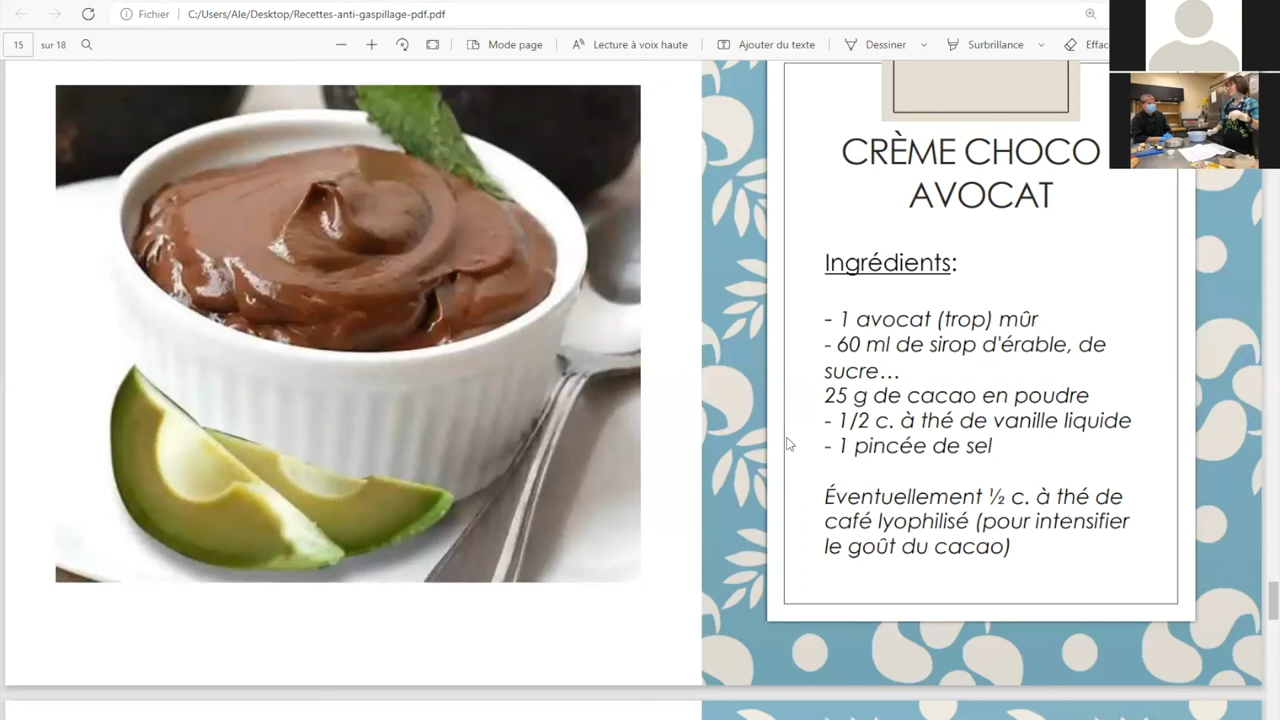 Fichier
C:/Users/Ale/Desktop/Recettes-anti-gaspillage-pdf.pdf
15
sur 18
Mode page
Lecture à voix haute
Ajouter du texte
Dessiner
Surbrillance
Effac
CRÈME CHOCO
AVOCAT
Ingrédients:
- 1 avocat (trop) mûr
- 60 ml de sirop d'érable, de
sucre…
25 g de cacao en poudre
- 1/2 c. à thé de vanille liquide
- 1 pincée de sel
Éventuellement ½ c. à thé de
café lyophilisé (pour intensifier
le goût du cacao)